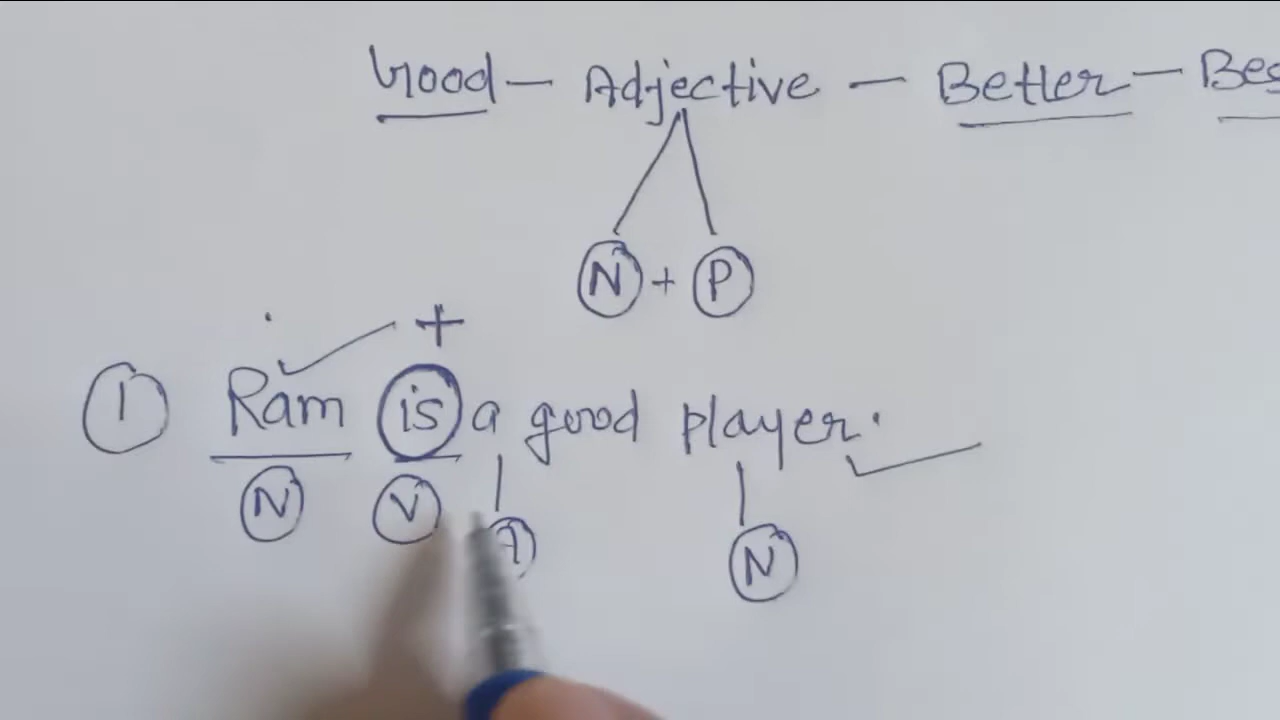 Good — Adjective — Better — Bes
N + P
+
1 Ram is a good player.
N V A N